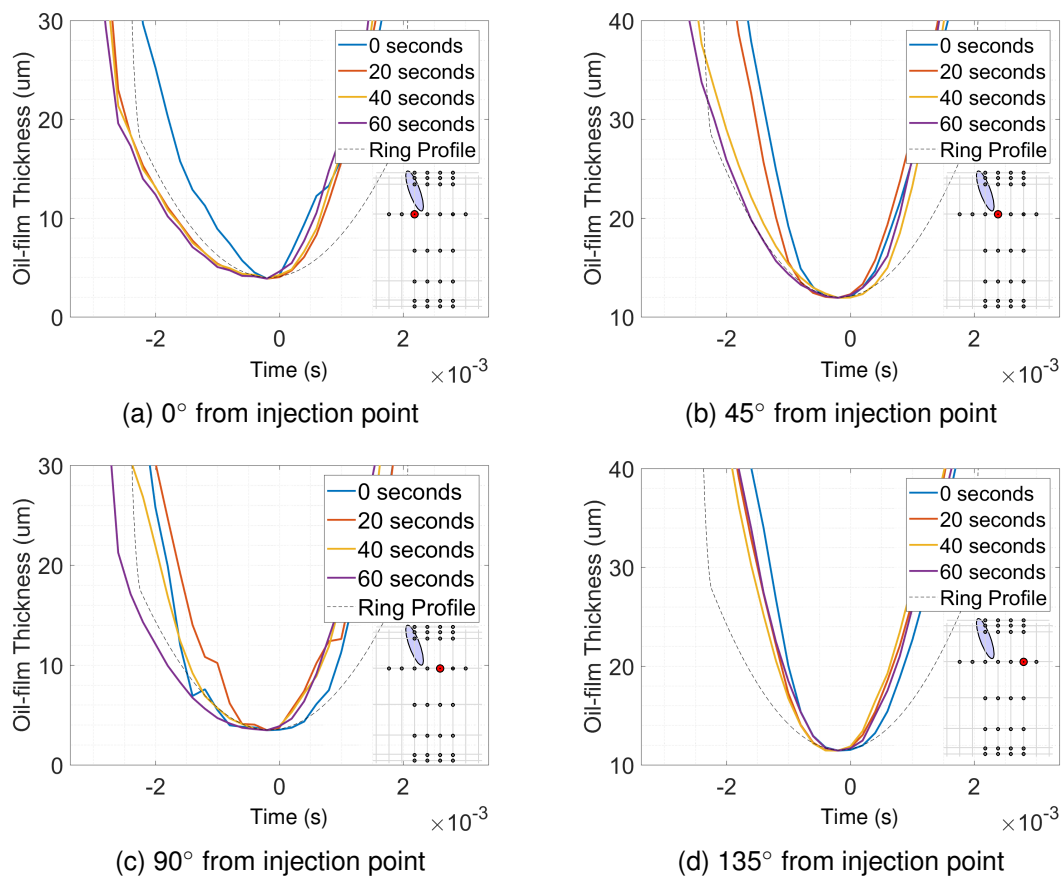 30
20
10
0
Oil-film Thickness (um)
0 seconds
20 seconds
40 seconds
60 seconds
Ring Profile
-2 0 2
Time (s)
×10⁻³
(a) 0° from injection point
40
30
20
10
Oil-film Thickness (um)
0 seconds
20 seconds
40 seconds
60 seconds
Ring Profile
-2 0 2
Time (s)
×10⁻³
(b) 45° from injection point
30
20
10
0
Oil-film Thickness (um)
0 seconds
20 seconds
40 seconds
60 seconds
Ring Profile
-2 0 2
Time (s)
×10⁻³
(c) 90° from injection point
40
30
20
10
Oil-film Thickness (um)
0 seconds
20 seconds
40 seconds
60 seconds
Ring Profile
-2 0 2
Time (s)
×10⁻³
(d) 135° from injection point